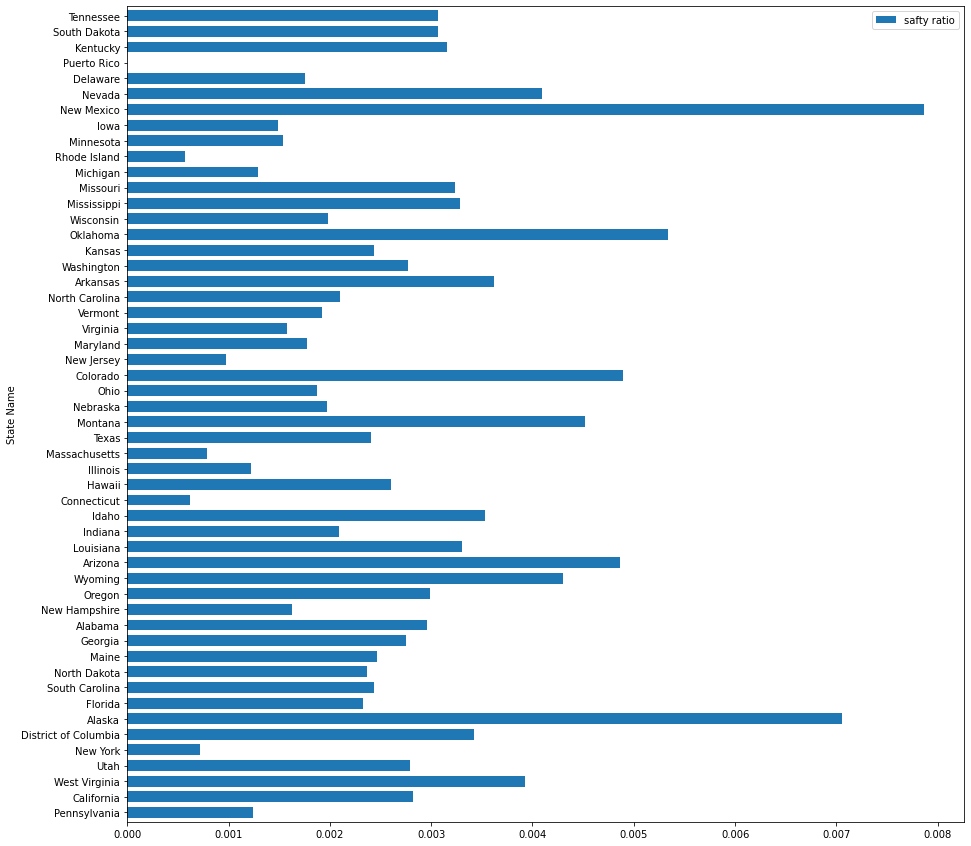 safty ratio
Tennessee
South Dakota
Kentucky
Puerto Rico
Delaware
Nevada
New Mexico
Iowa
Minnesota
Rhode Island
Michigan
Missouri
Mississippi
Wisconsin
Oklahoma
Kansas
Washington
Arkansas
North Carolina
Vermont
Virginia
Maryland
New Jersey
Colorado
Ohio
Nebraska
Montana
Texas
Massachusetts
Illinois
Hawaii
Connecticut
Idaho
Indiana
Louisiana
Arizona
Wyoming
Oregon
New Hampshire
Alabama
Georgia
Maine
North Dakota
South Carolina
Florida
Alaska
District of Columbia
New York
Utah
West Virginia
California
Pennsylvania
State Name
0.000 0.001 0.002 0.003 0.004 0.005 0.006 0.007 0.008